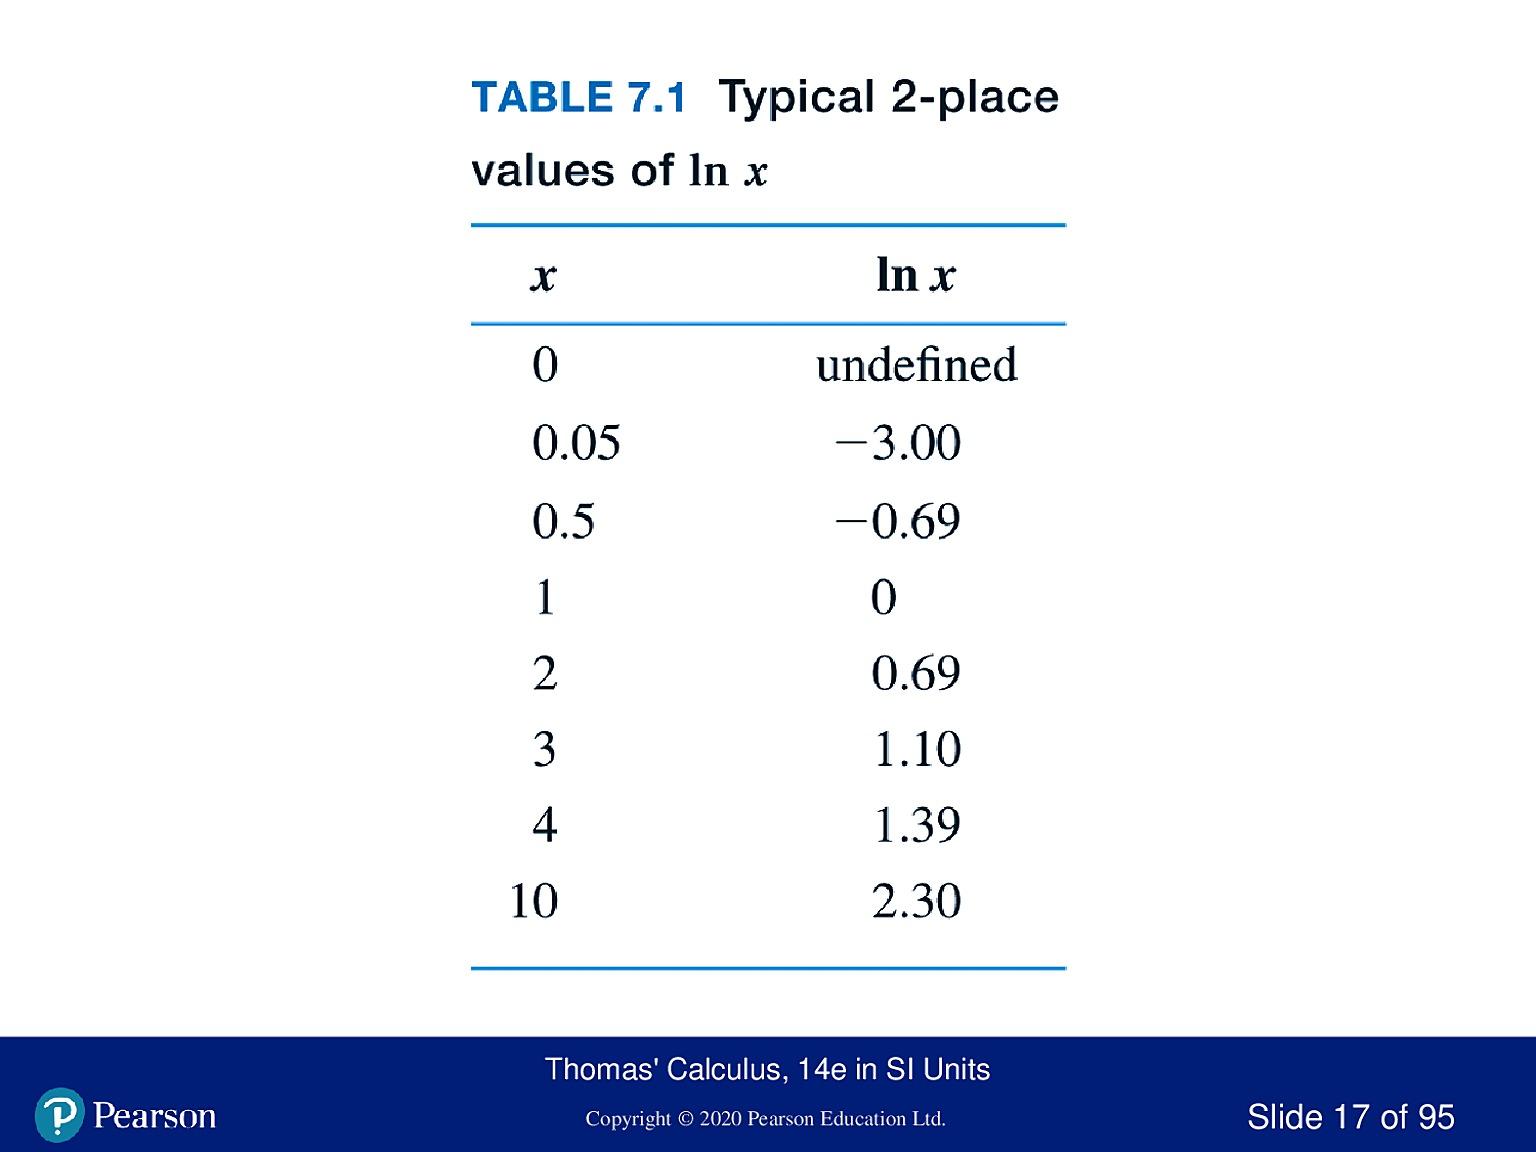 TABLE 7.1 Typical 2-place
values of ln x
x ln x
0 undefined
0.05 −3.00
0.5 −0.69
1 0
2 0.69
3 1.10
4 1.39
10 2.30
Thomas' Calculus, 14e in SI Units
Pearson
Copyright © 2020 Pearson Education Ltd.
Slide 17 of 95